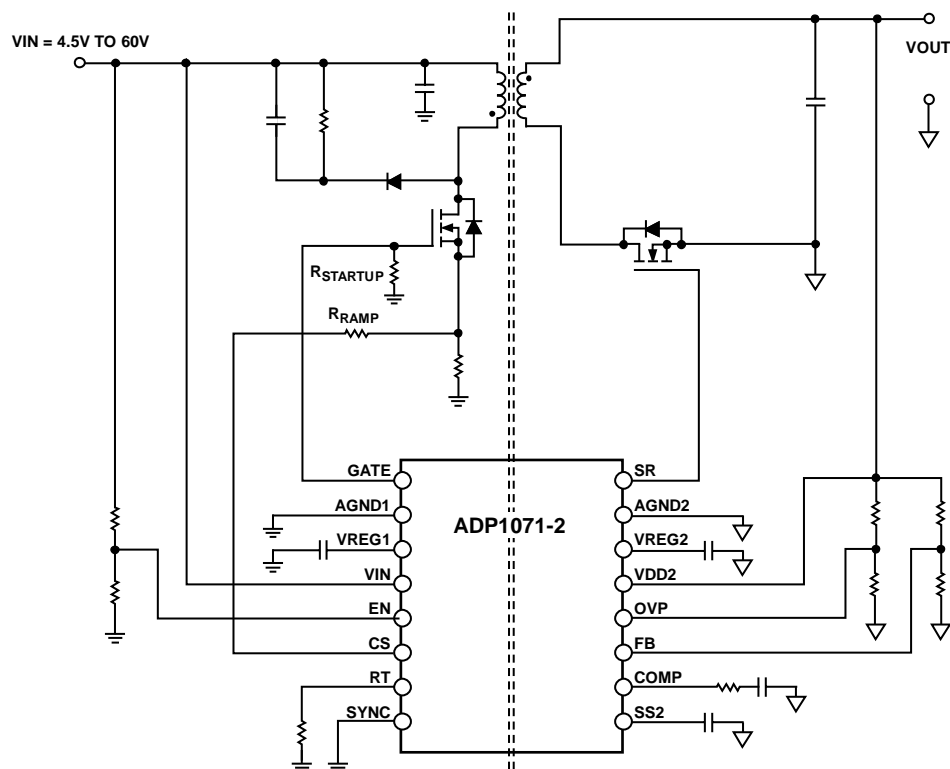 VIN = 4.5V TO 60V
VOUT
RSTARTUP
RRAMP
ADP1071-2
GATE
AGND1
VREG1
VIN
EN
CS
RT
SYNC
SR
AGND2
VREG2
VDD2
OVP
FB
COMP
SS2